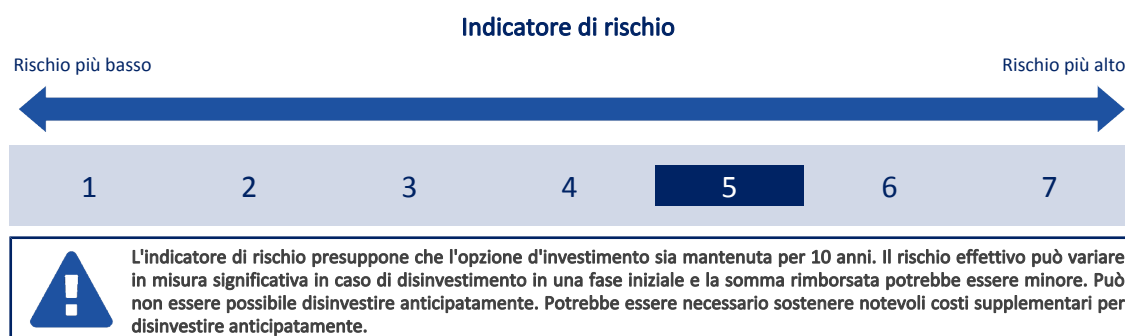 Indicatore di rischio
Rischio più basso
Rischio più alto
1 2 3 4 5 6 7
L'indicatore di rischio presuppone che l'opzione d'investimento sia mantenuta per 10 anni. Il rischio effettivo può variare
in misura significativa in caso di disinvestimento in una fase iniziale e la somma rimborsata potrebbe essere minore. Può
non essere possibile disinvestire anticipatamente. Potrebbe essere necessario sostenere notevoli costi supplementari per
disinvestire anticipatamente.